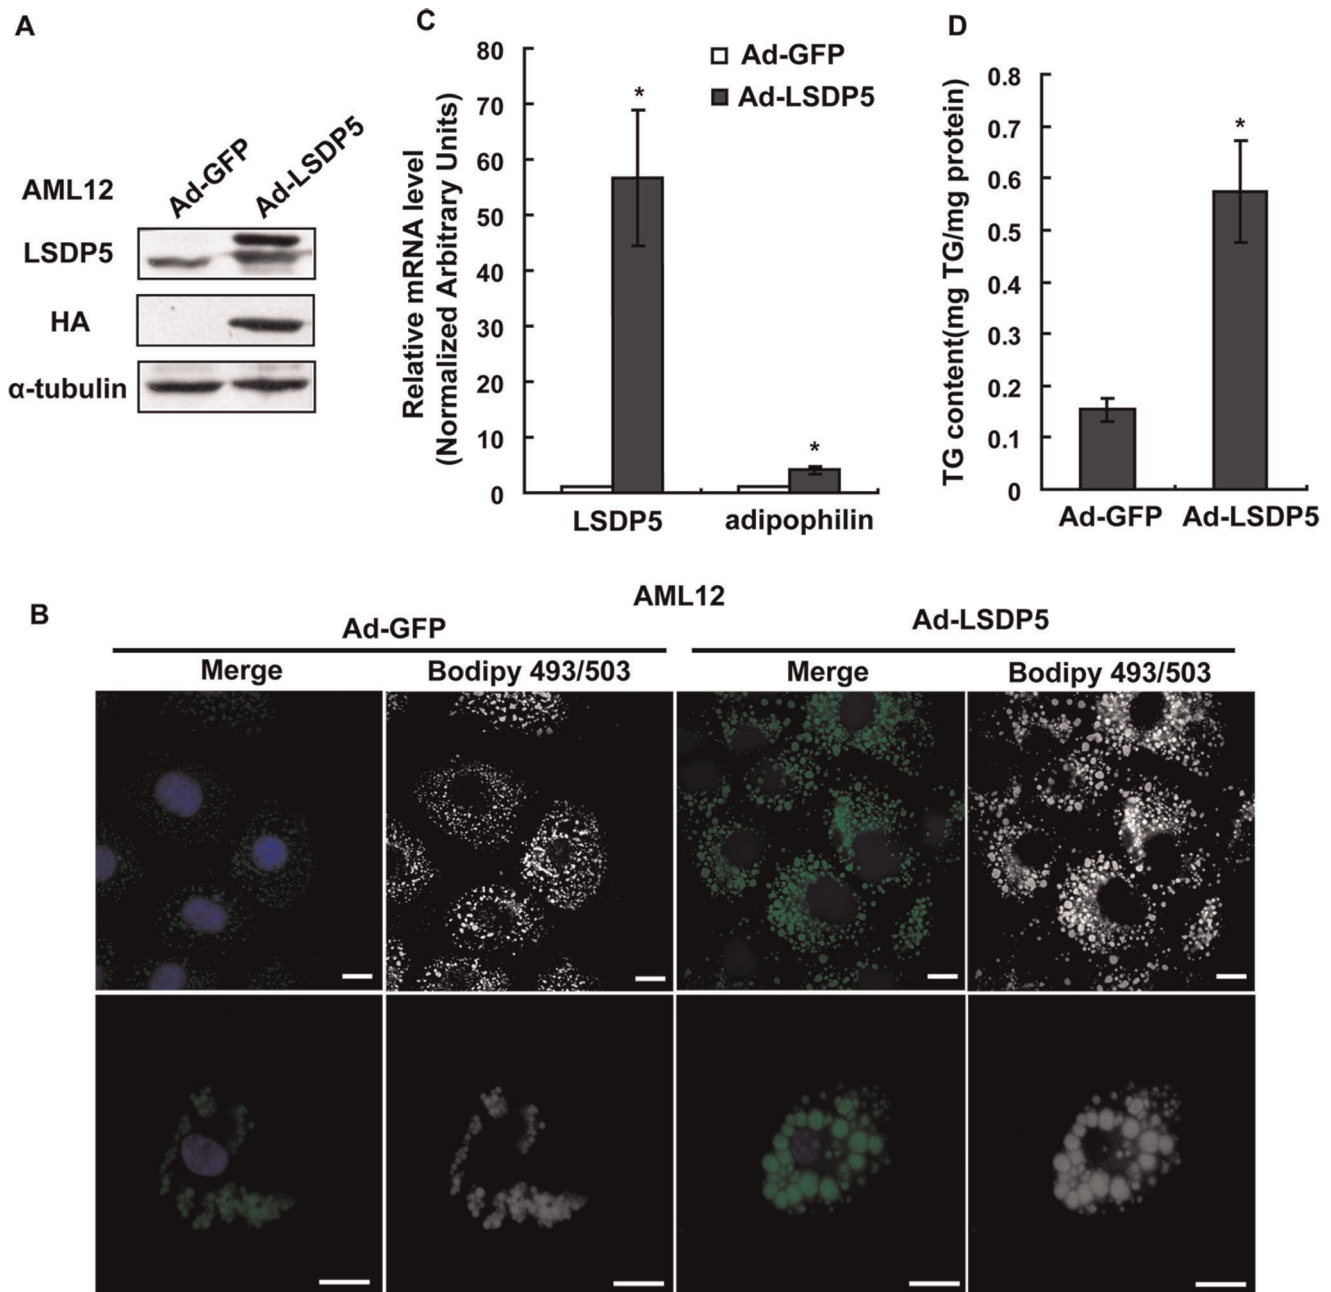 A
AML12
Ad-GFP
Ad-LSDP5
LSDP5
HA
α-tubulin
C
Ad-GFP
Ad-LSDP5
Relative mRNA level
(Normalized Arbitrary Units)
80
70
60
50
40
30
20
10
0
*
*
LSDP5
adipophilin
D
TG content(mg TG/mg protein)
0.8
0.7
0.6
0.5
0.4
0.3
0.2
0.1
0
*
Ad-GFP
Ad-LSDP5
B
AML12
Ad-GFP
Ad-LSDP5
Merge
Bodipy 493/503
Merge
Bodipy 493/503